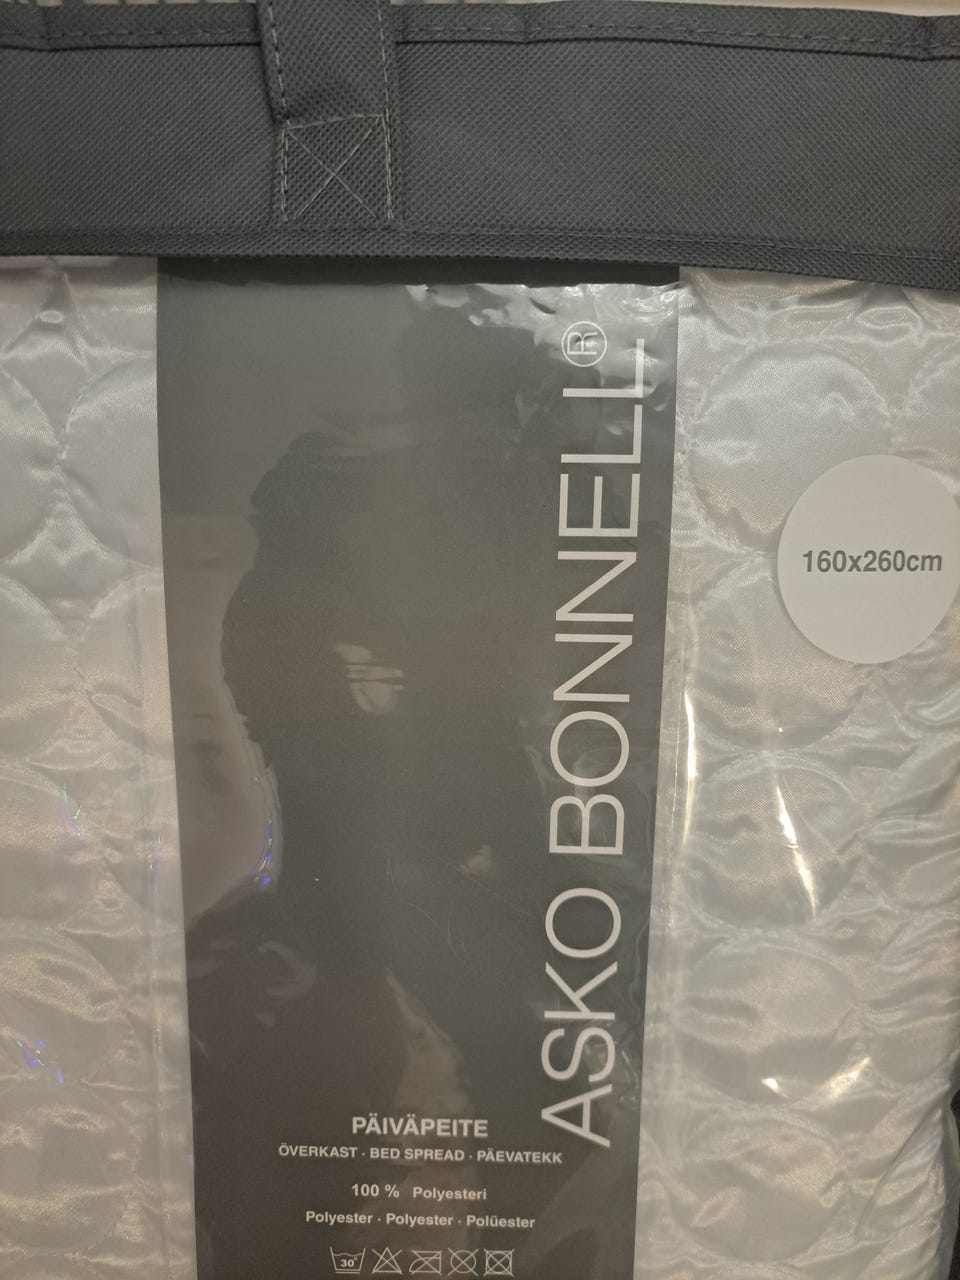 ASKO BONNELL®
160x260cm
PÄIVÄPEITE
ÖVERKAST · BED SPREAD · PÄEVATEKK
100 % Polyesteri
Polyester · Polyester · Polüester
30°